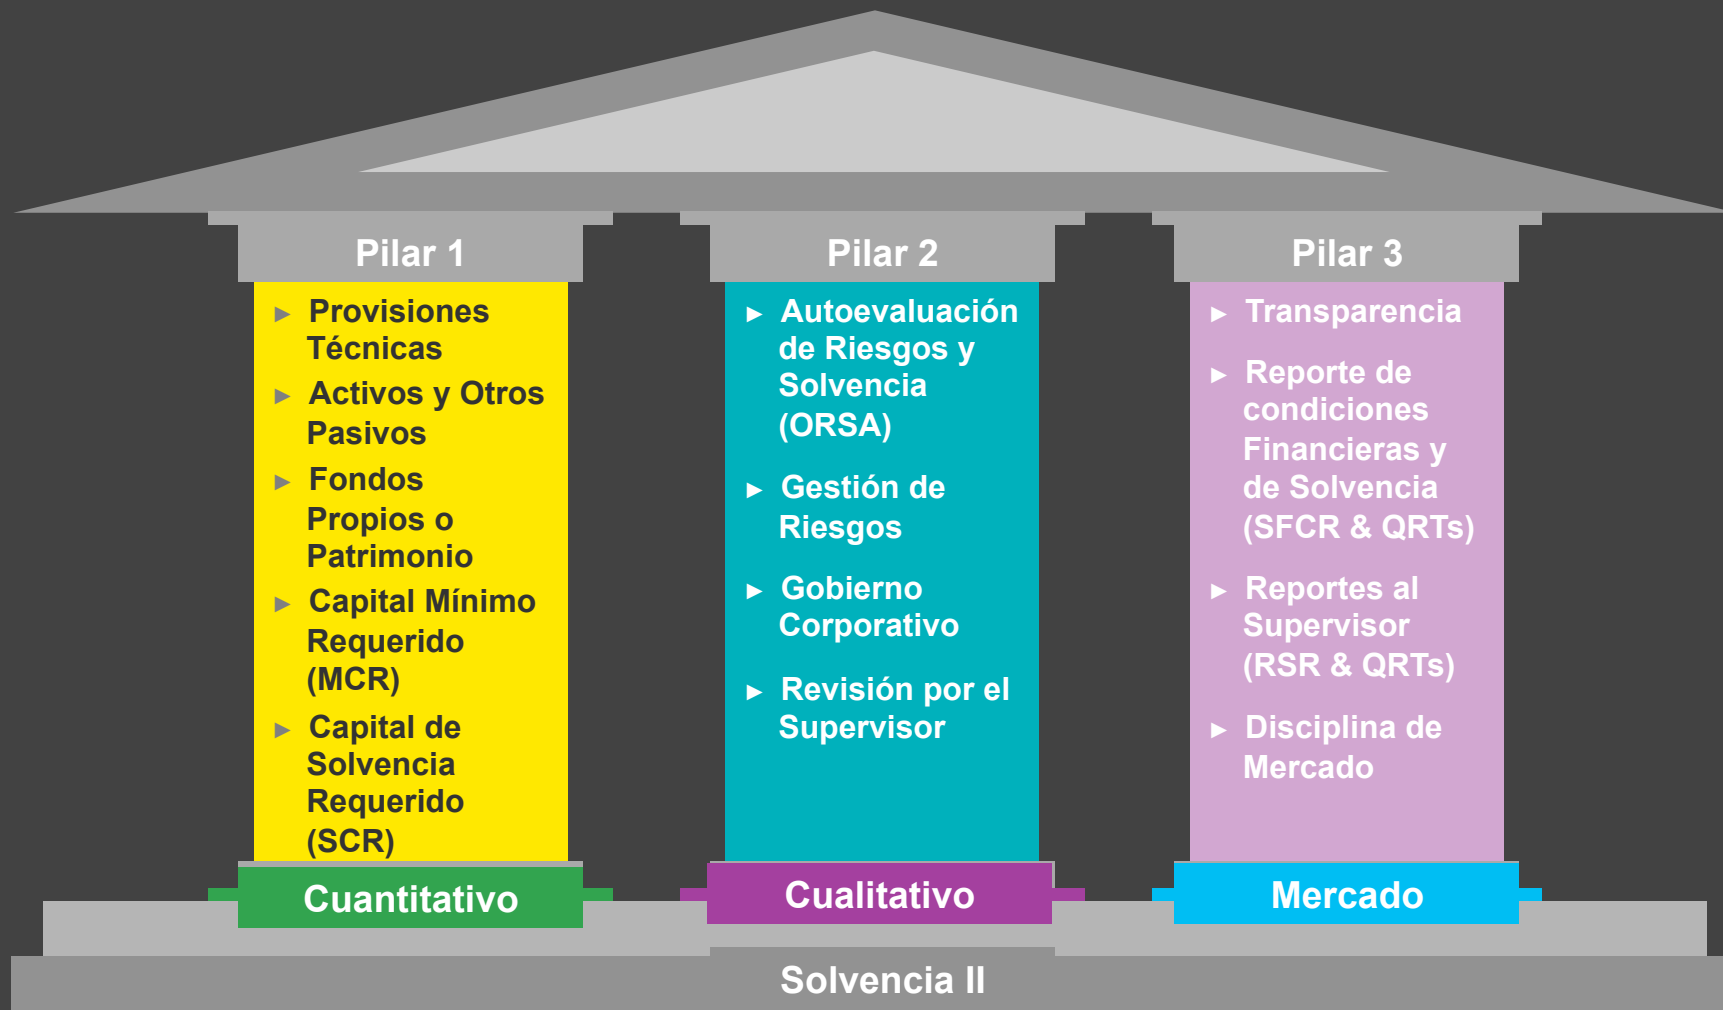 Pilar 1
► Provisiones
Técnicas
► Activos y Otros
Pasivos
► Fondos
Propios o
Patrimonio
► Capital Mínimo
Requerido
(MCR)
► Capital de
Solvencia
Requerido
(SCR)
Cuantitativo
Pilar 2
► Autoevaluación
de Riesgos y
Solvencia
(ORSA)
► Gestión de
Riesgos
► Gobierno
Corporativo
► Revisión por el
Supervisor
Cualitativo
Pilar 3
► Transparencia
► Reporte de
condiciones
Financieras y
de Solvencia
(SFCR & QRTs)
► Reportes al
Supervisor
(RSR & QRTs)
► Disciplina de
Mercado
Mercado
Solvencia II